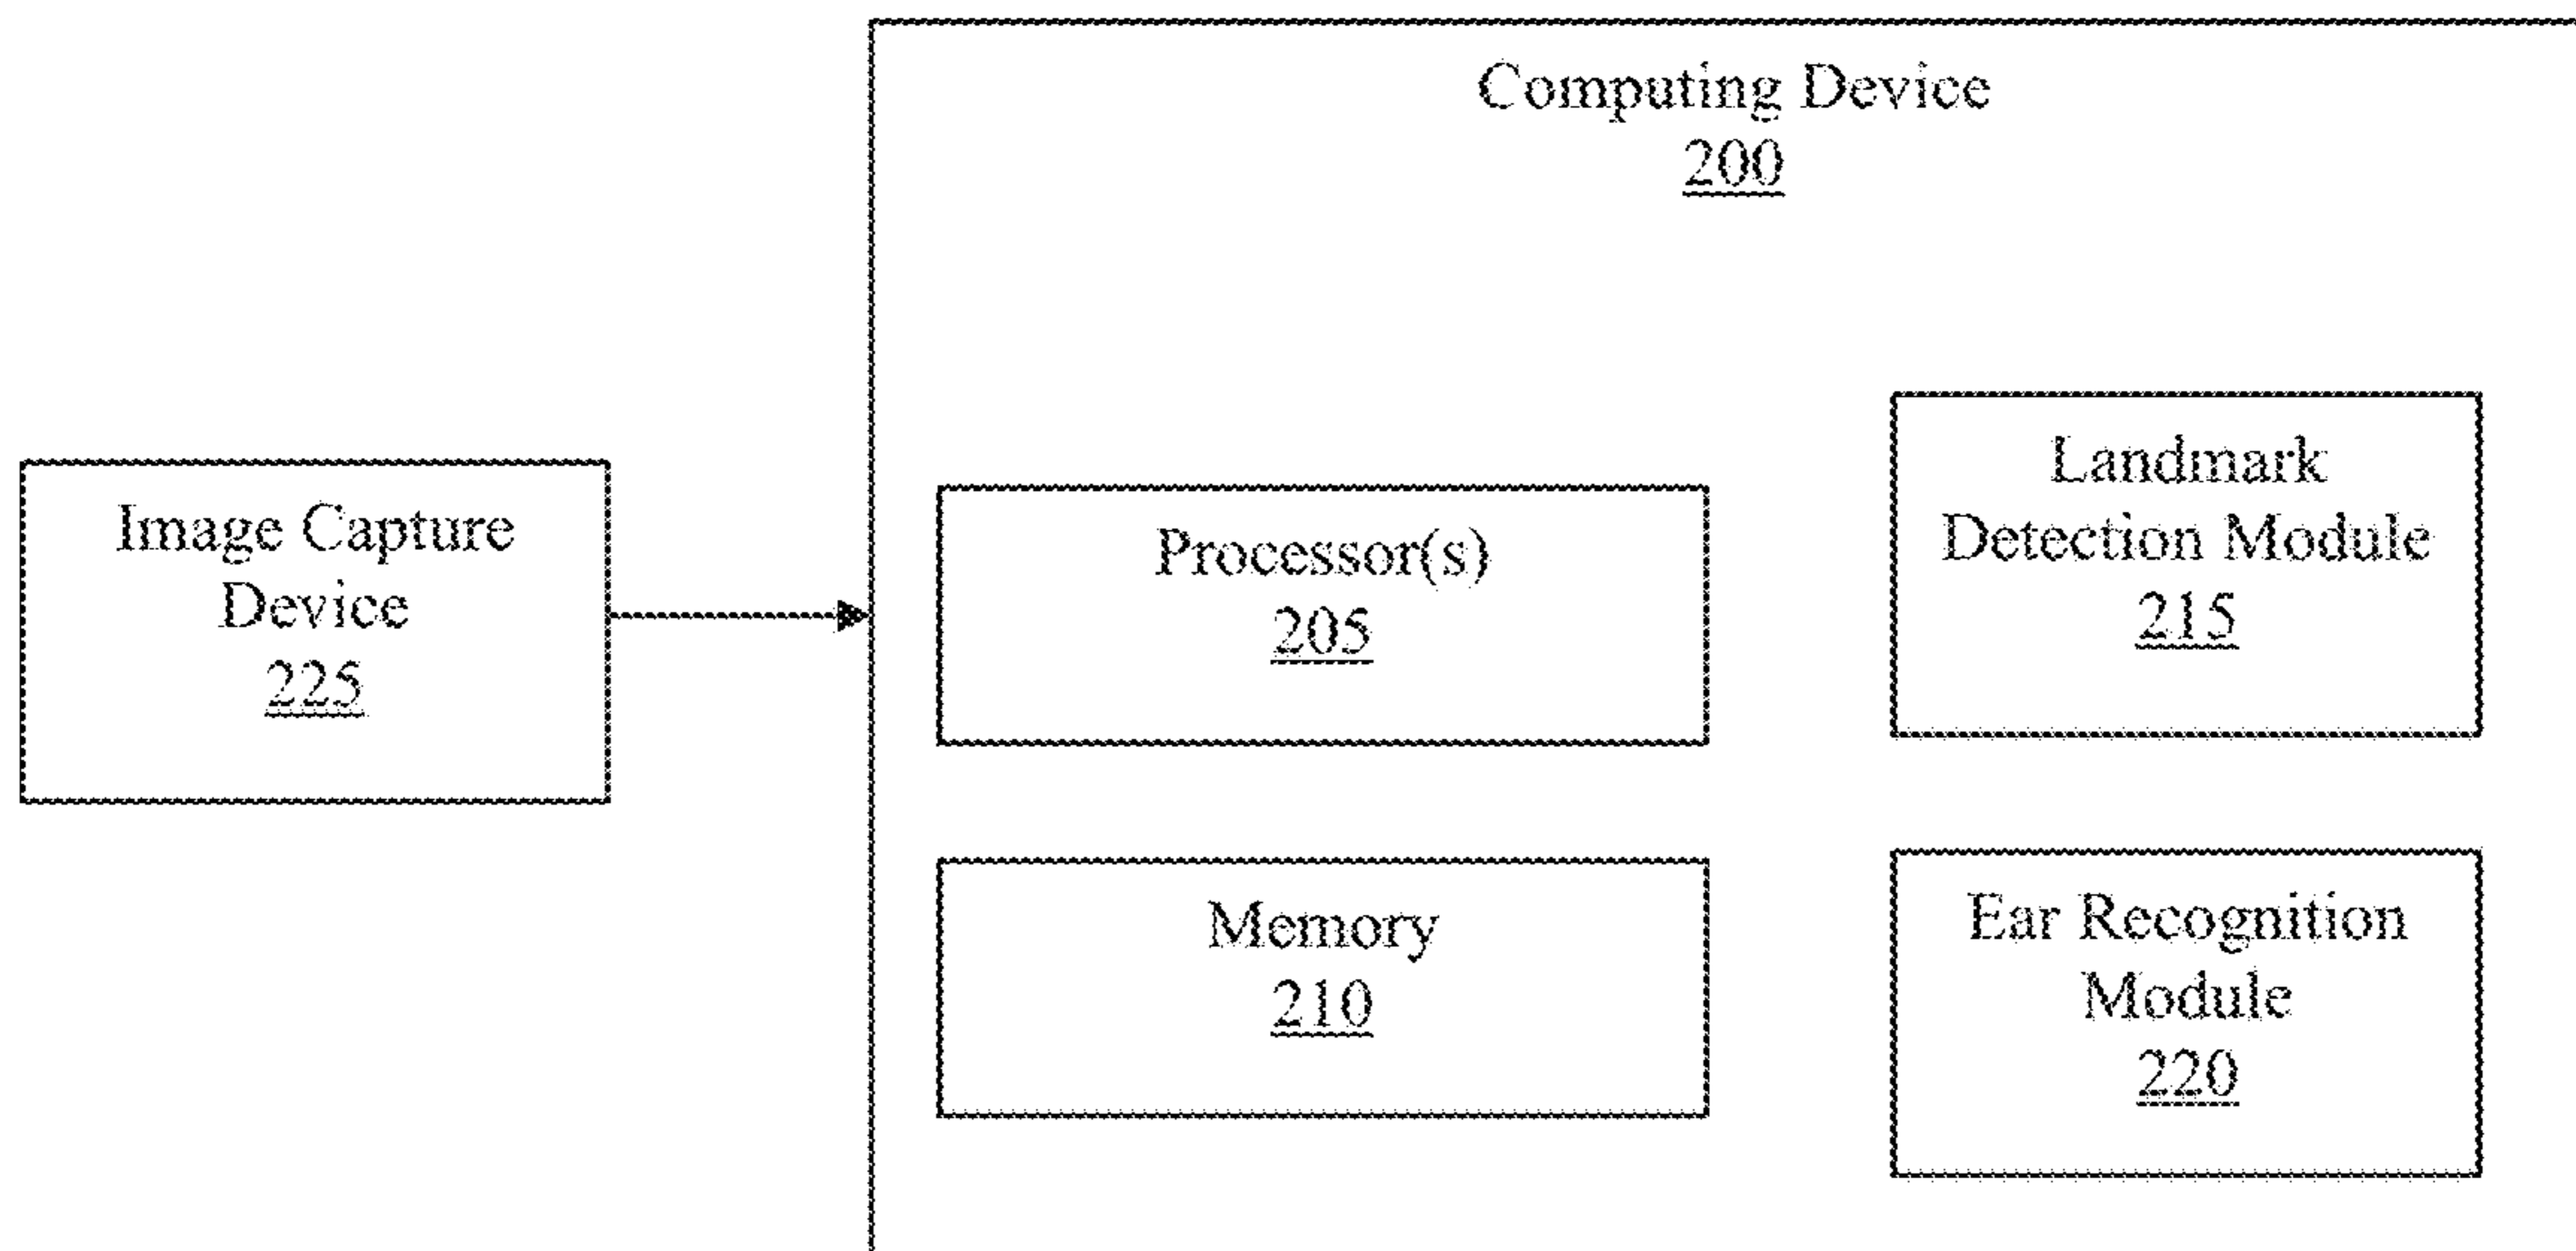 Computing Device
200
Image Capture
Device
225
Processor(s)
205
Landmark
Detection Module
215
Memory
210
Ear Recognition
Module
220